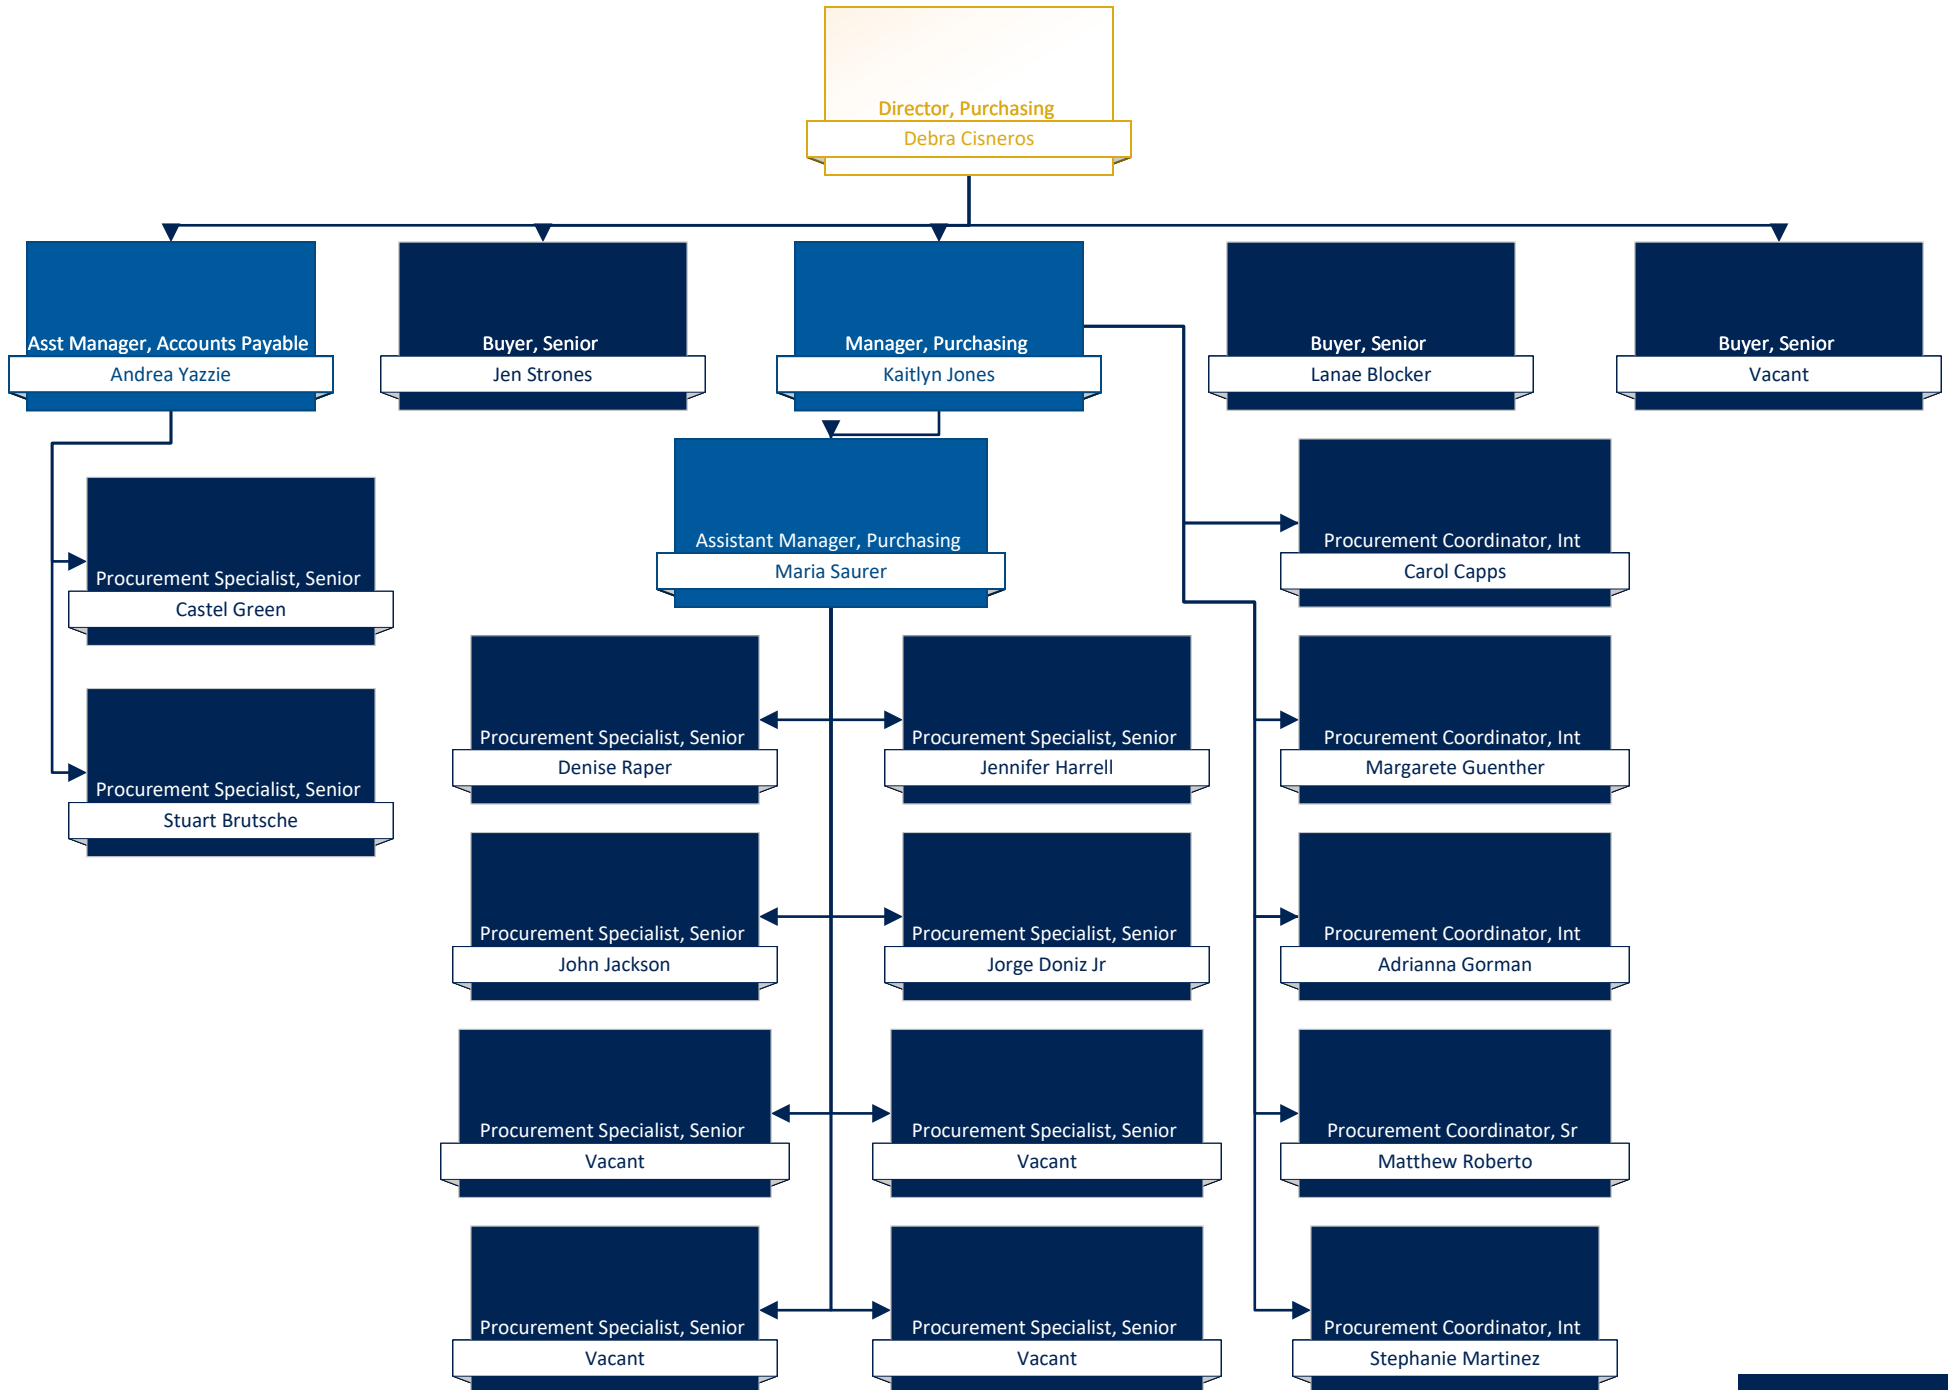 Director, Purchasing
Debra Cisneros
Asst Manager, Accounts Payable
Andrea Yazzie
Buyer, Senior
Jen Strones
Manager, Purchasing
Kaitlyn Jones
Buyer, Senior
Lanae Blocker
Buyer, Senior
Vacant
Assistant Manager, Purchasing
Maria Saurer
Procurement Coordinator, Int
Carol Capps
Procurement Specialist, Senior
Castel Green
Procurement Specialist, Senior
Stuart Brutsche
Procurement Specialist, Senior
Denise Raper
Procurement Specialist, Senior
Jennifer Harrell
Procurement Coordinator, Int
Margarete Guenther
Procurement Specialist, Senior
John Jackson
Procurement Specialist, Senior
Jorge Doniz Jr
Procurement Coordinator, Int
Adrianna Gorman
Procurement Specialist, Senior
Vacant
Procurement Specialist, Senior
Vacant
Procurement Coordinator, Sr
Matthew Roberto
Procurement Specialist, Senior
Vacant
Procurement Specialist, Senior
Vacant
Procurement Coordinator, Int
Stephanie Martinez